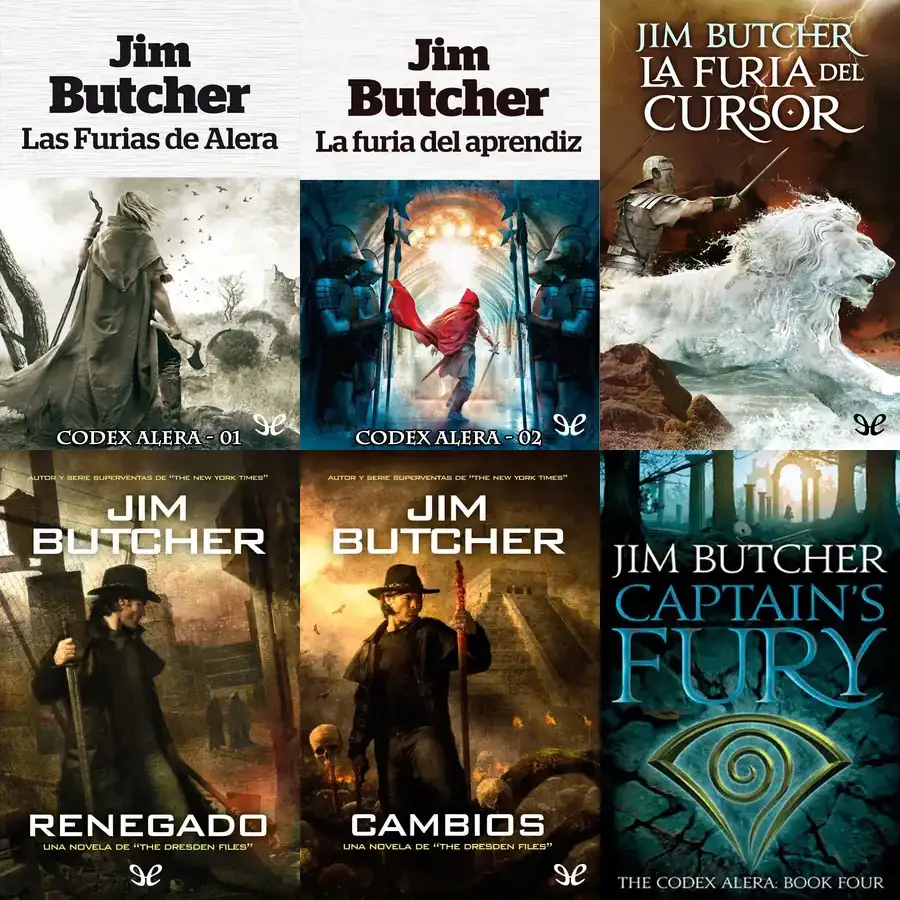 Jim
Butcher
Las Furias de Alera
CODEX ALERA - 01
Jim
Butcher
La furia del aprendiz
CODEX ALERA - 02
JIM BUTCHER
LA FURIA DEL
CURSOR
AUTOR Y SERIE SUPERVENTAS DE "THE NEW YORK TIMES"
JIM
BUTCHER
RENEGADO
UNA NOVELA DE "THE DRESDEN FILES"
AUTOR Y SERIE SUPERVENTAS DE "THE NEW YORK TIMES"
JIM
BUTCHER
CAMBIOS
UNA NOVELA DE "THE DRESDEN FILES"
JIM BUTCHER
CAPTAIN'S
FURY
THE CODEX ALERA: BOOK FOUR